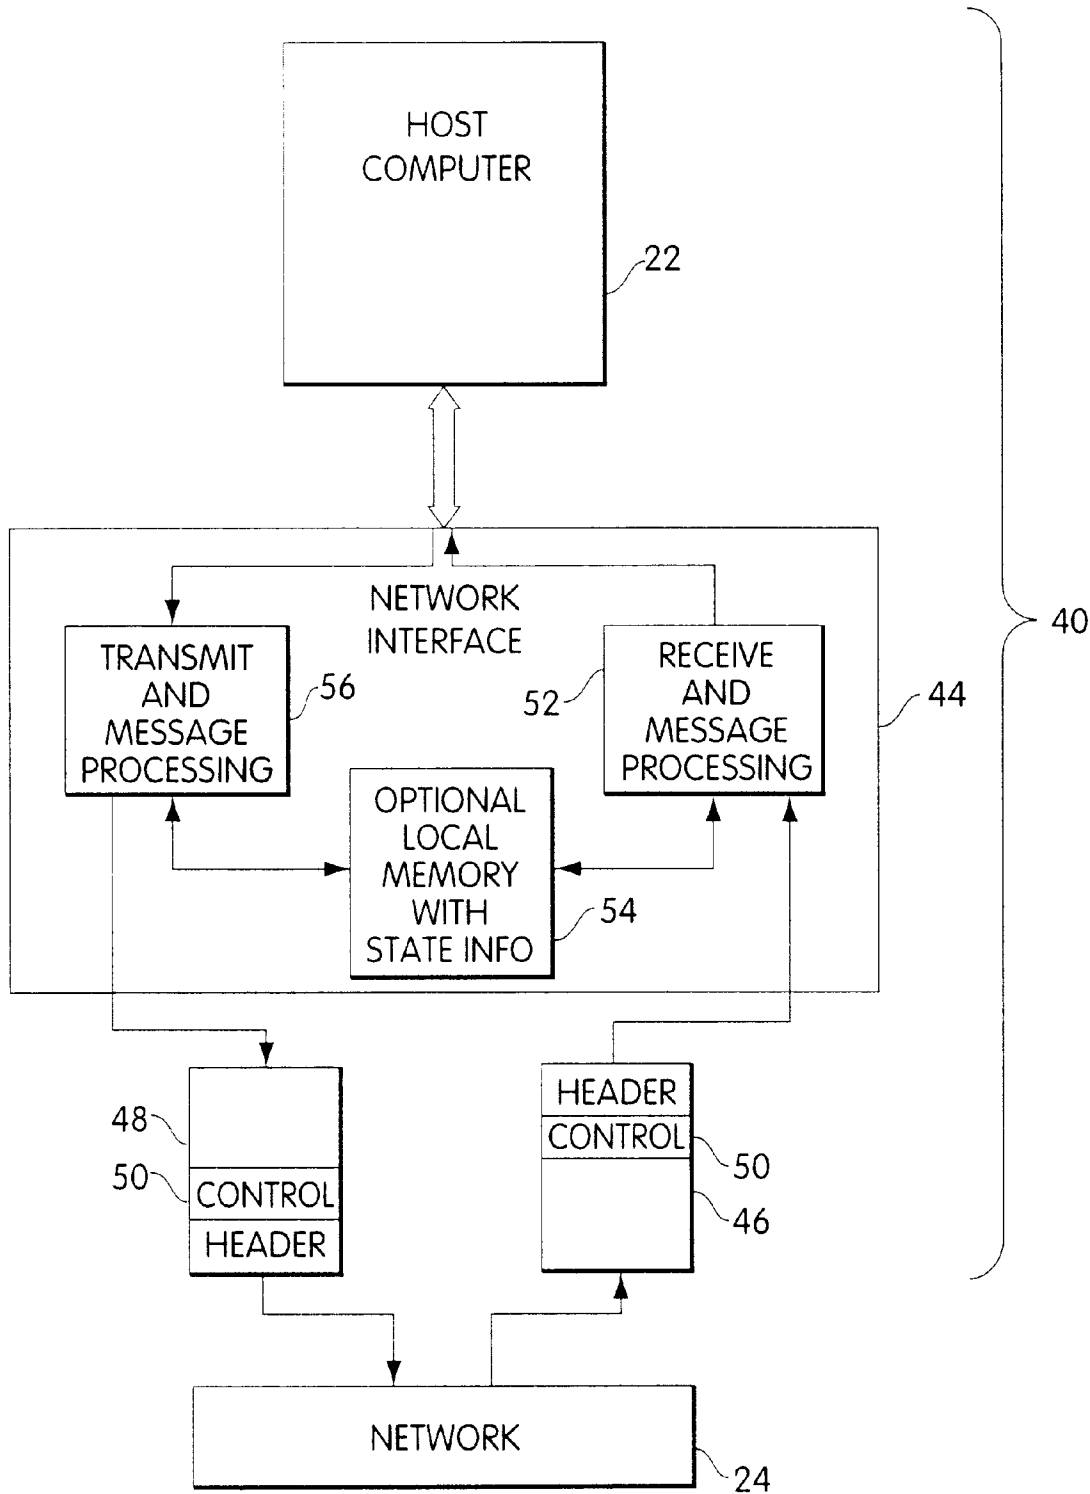 HOST
COMPUTER
22
40
NETWORK
INTERFACE
TRANSMIT
AND
MESSAGE
PROCESSING
56
52
RECEIVE
AND
MESSAGE
PROCESSING
44
OPTIONAL
LOCAL
MEMORY
WITH
STATE INFO
54
48
50
CONTROL
HEADER
HEADER
CONTROL
50
46
NETWORK
24